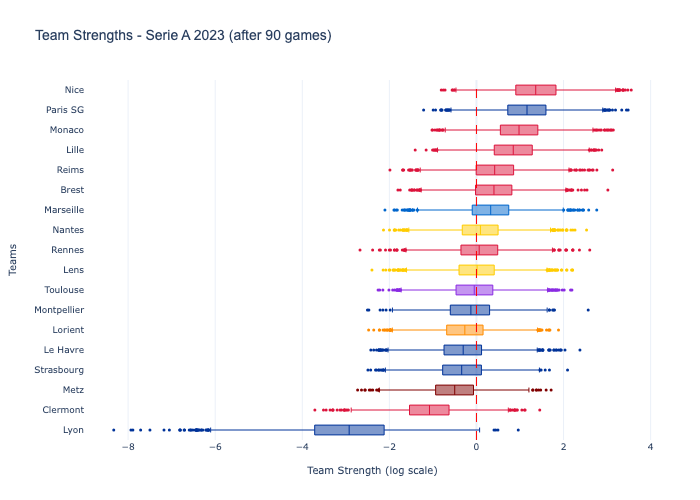 Team Strengths - Serie A 2023 (after 90 games)
Nice
Paris SG
Monaco
Lille
Reims
Brest
Marseille
Nantes
Rennes
Lens
Toulouse
Montpellier
Lorient
Le Havre
Strasbourg
Metz
Clermont
Lyon
Teams
−8 −6 −4 −2 0 2 4
Team Strength (log scale)